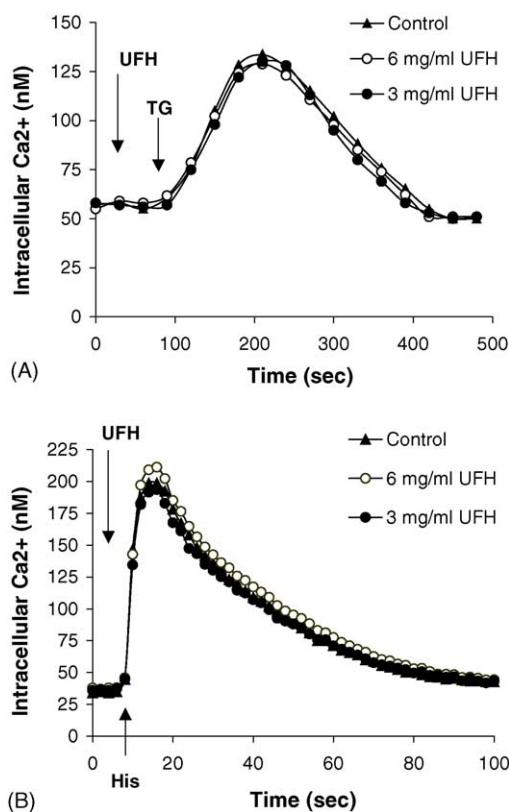 150
125
100
75
50
25
0
Intracellular Ca2+ (nM)
UFH
TG
Control
6 mg/ml UFH
3 mg/ml UFH
0 100 200 300 400 500
Time (sec)
(A)
225
200
175
150
125
100
75
50
25
0
Intracellular Ca2+ (nM)
UFH
Control
6 mg/ml UFH
3 mg/ml UFH
0 20 40 60 80 100
His
Time (sec)
(B)